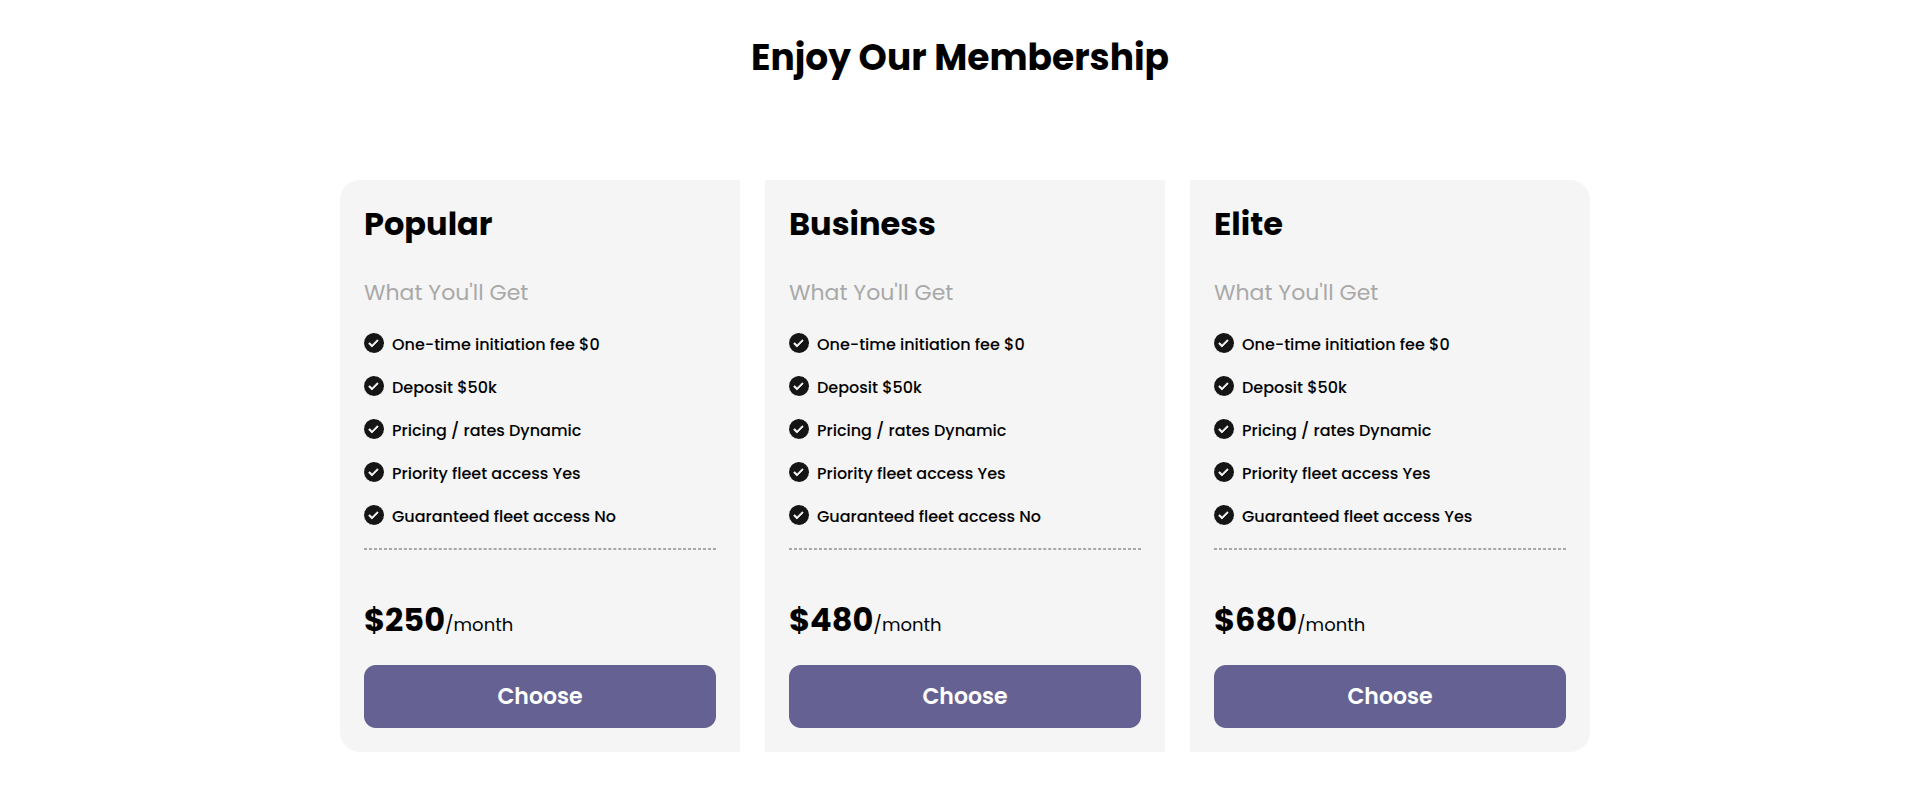 Enjoy Our Membership
Popular
What You'll Get
One-time initiation fee $0
Deposit $50k
Pricing / rates Dynamic
Priority fleet access Yes
Guaranteed fleet access No
$250/month
Choose
Business
What You'll Get
One-time initiation fee $0
Deposit $50k
Pricing / rates Dynamic
Priority fleet access Yes
Guaranteed fleet access No
$480/month
Choose
Elite
What You'll Get
One-time initiation fee $0
Deposit $50k
Pricing / rates Dynamic
Priority fleet access Yes
Guaranteed fleet access Yes
$680/month
Choose